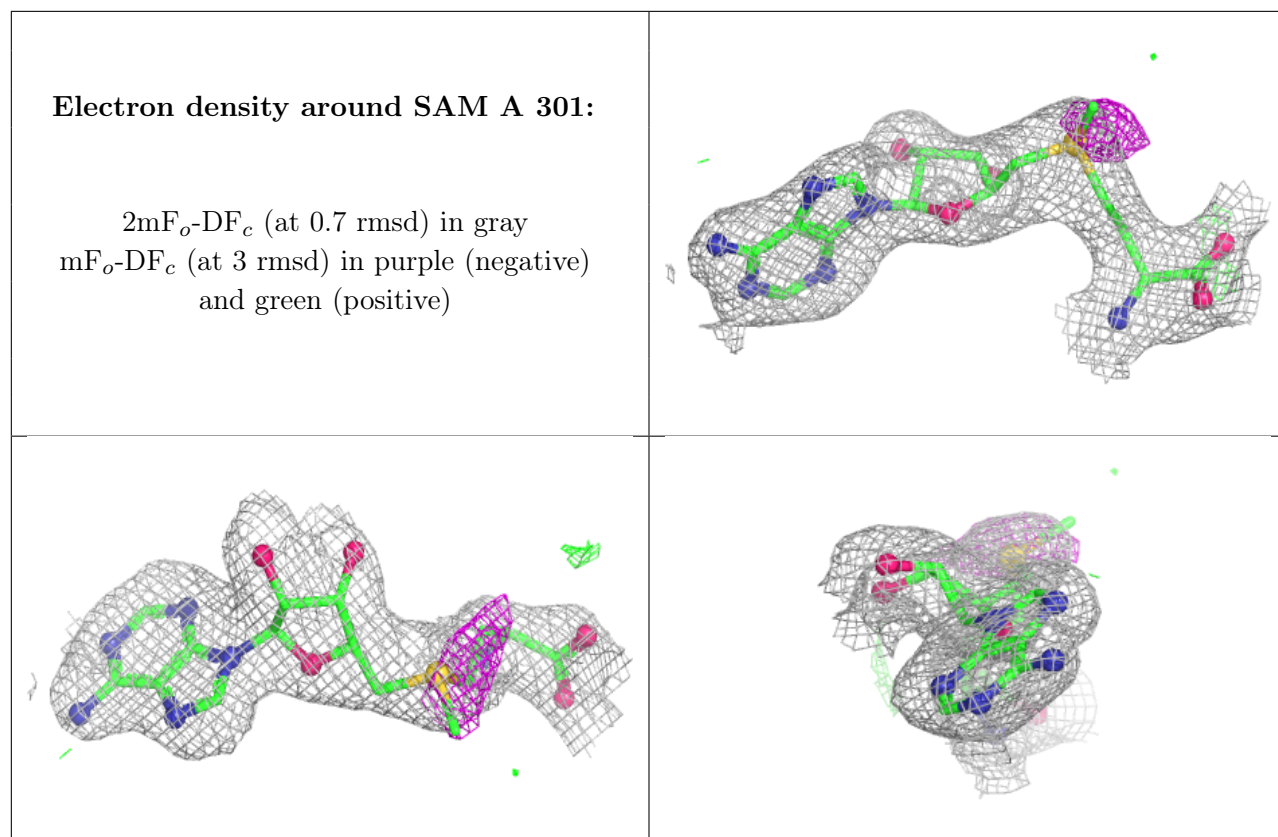 Electron density around SAM A 301:
2mFo-DFc (at 0.7 rmsd) in gray
mFo-DFc (at 3 rmsd) in purple (negative)
and green (positive)